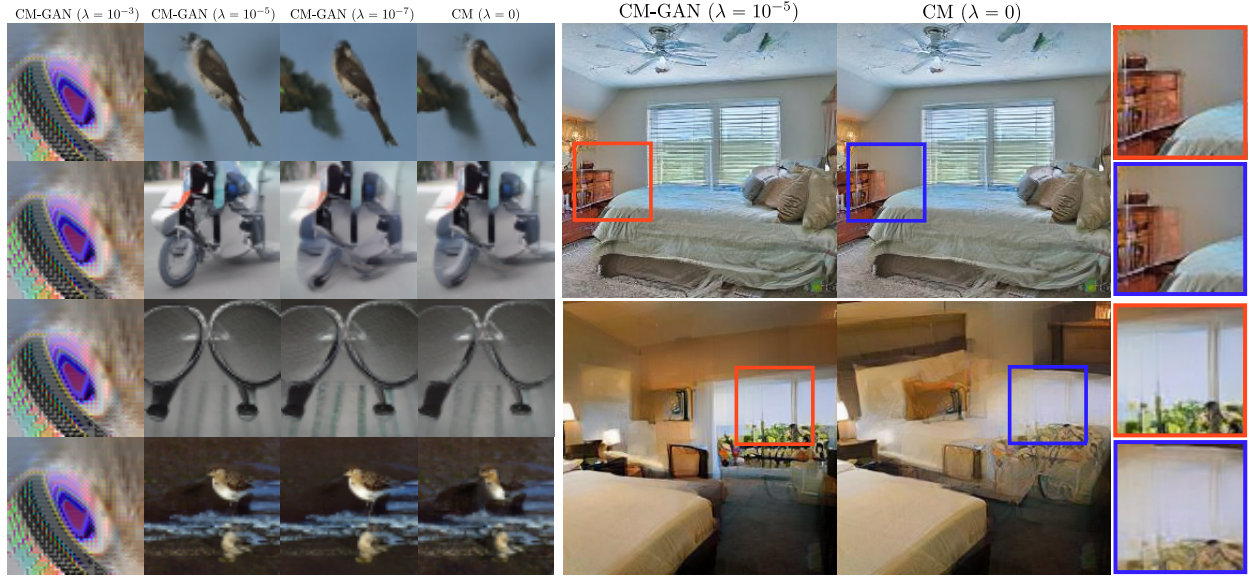 CM-GAN (λ = 10⁻³) CM-GAN (λ = 10⁻⁵) CM-GAN (λ = 10⁻⁷) CM (λ = 0)
CM-GAN (λ = 10⁻⁵) CM (λ = 0)